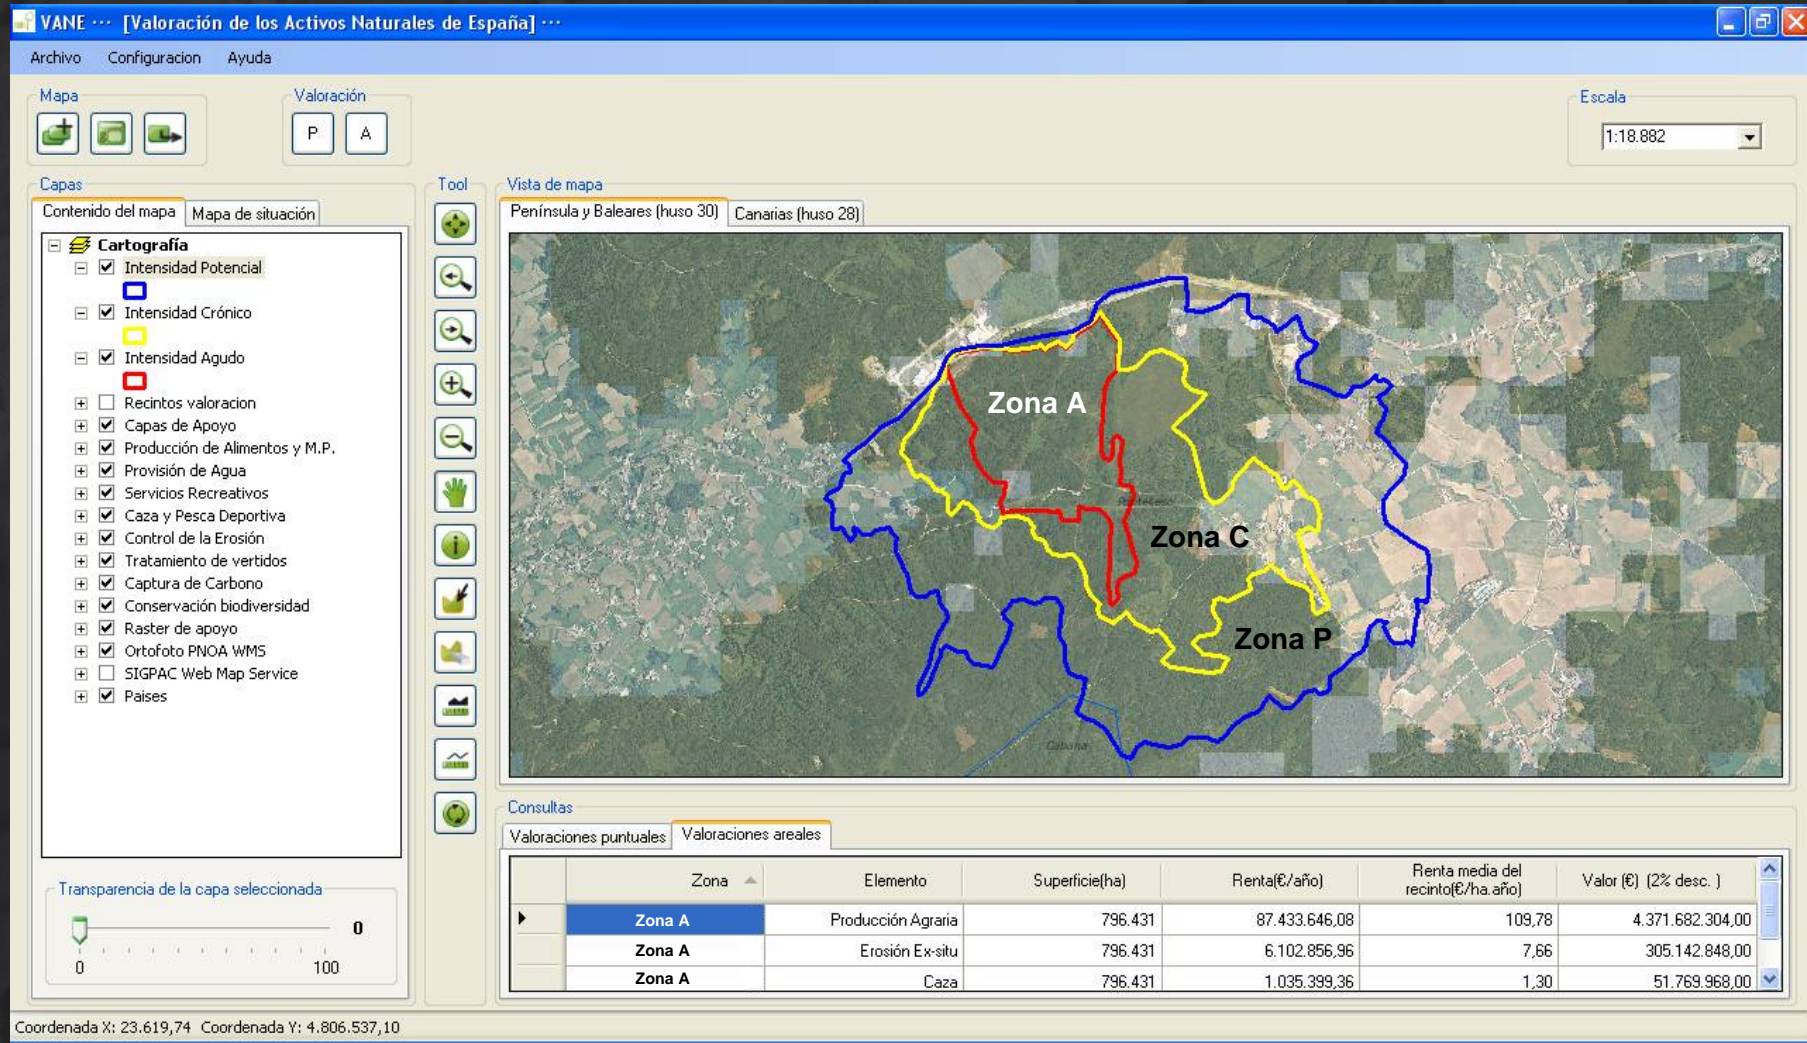 VANE ··· [Valoración de los Activos Naturales de España] ···
Archivo Configuracion Ayuda
Mapa
Valoración
P A
Escala
1:18.882
Capas
Contenido del mapa Mapa de situación
Cartografía
Intensidad Potencial
Intensidad Crónico
Intensidad Agudo
Recintos valoracion
Capas de Apoyo
Producción de Alimentos y M.P.
Provisión de Agua
Servicios Recreativos
Caza y Pesca Deportiva
Control de la Erosión
Tratamiento de vertidos
Captura de Carbono
Conservación biodiversidad
Raster de apoyo
Ortofoto PNOA WMS
SIGPAC Web Map Service
Paises
Transparencia de la capa seleccionada
0
0 100
Tool
Vista de mapa
Península y Baleares (huso 30) Canarias (huso 28)
Zona A
Zona C
Zona P
Consultas
Valoraciones puntuales Valoraciones areales
Zona Elemento Superficie(ha) Renta(€/año) Renta media del recinto(€/ha.año) Valor (€) (2% desc. )
Zona A Producción Agraria 796.431 87.433.646,08 109,78 4.371.682.304,00
Zona A Erosión Ex-situ 796.431 6.102.856,96 7,66 305.142.848,00
Zona A Caza 796.431 1.035.399,36 1,30 51.769.968,00
Coordenada X: 23.619,74 Coordenada Y: 4.806.537,10